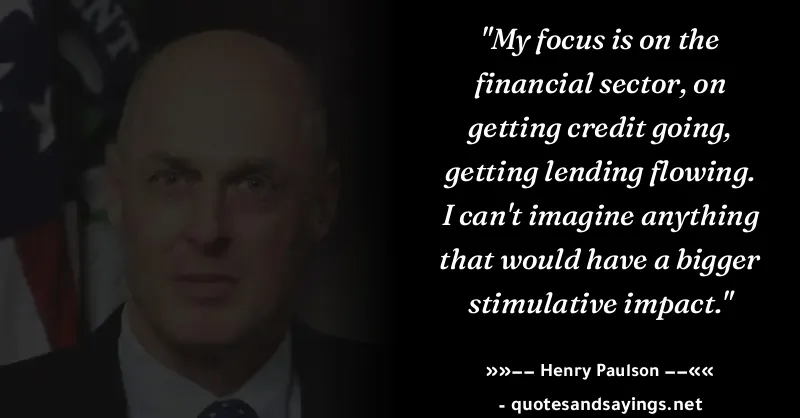 "My focus is on the
financial sector, on
getting credit going,
getting lending flowing.
I can't imagine anything
that would have a bigger
stimulative impact."
»»−− Henry Paulson −−««
- quotesandsayings.net